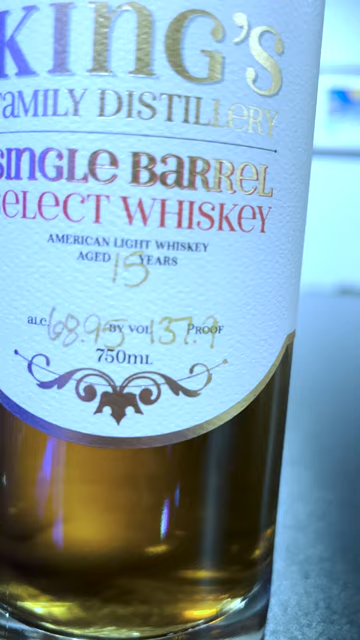 KING'S
FAMILY DISTILLERY
SINGLE BARREL
SELECT WHISKEY
AMERICAN LIGHT WHISKEY
AGED 15 YEARS
alc 68.95 BY VOL 137.9 PROOF
750mL